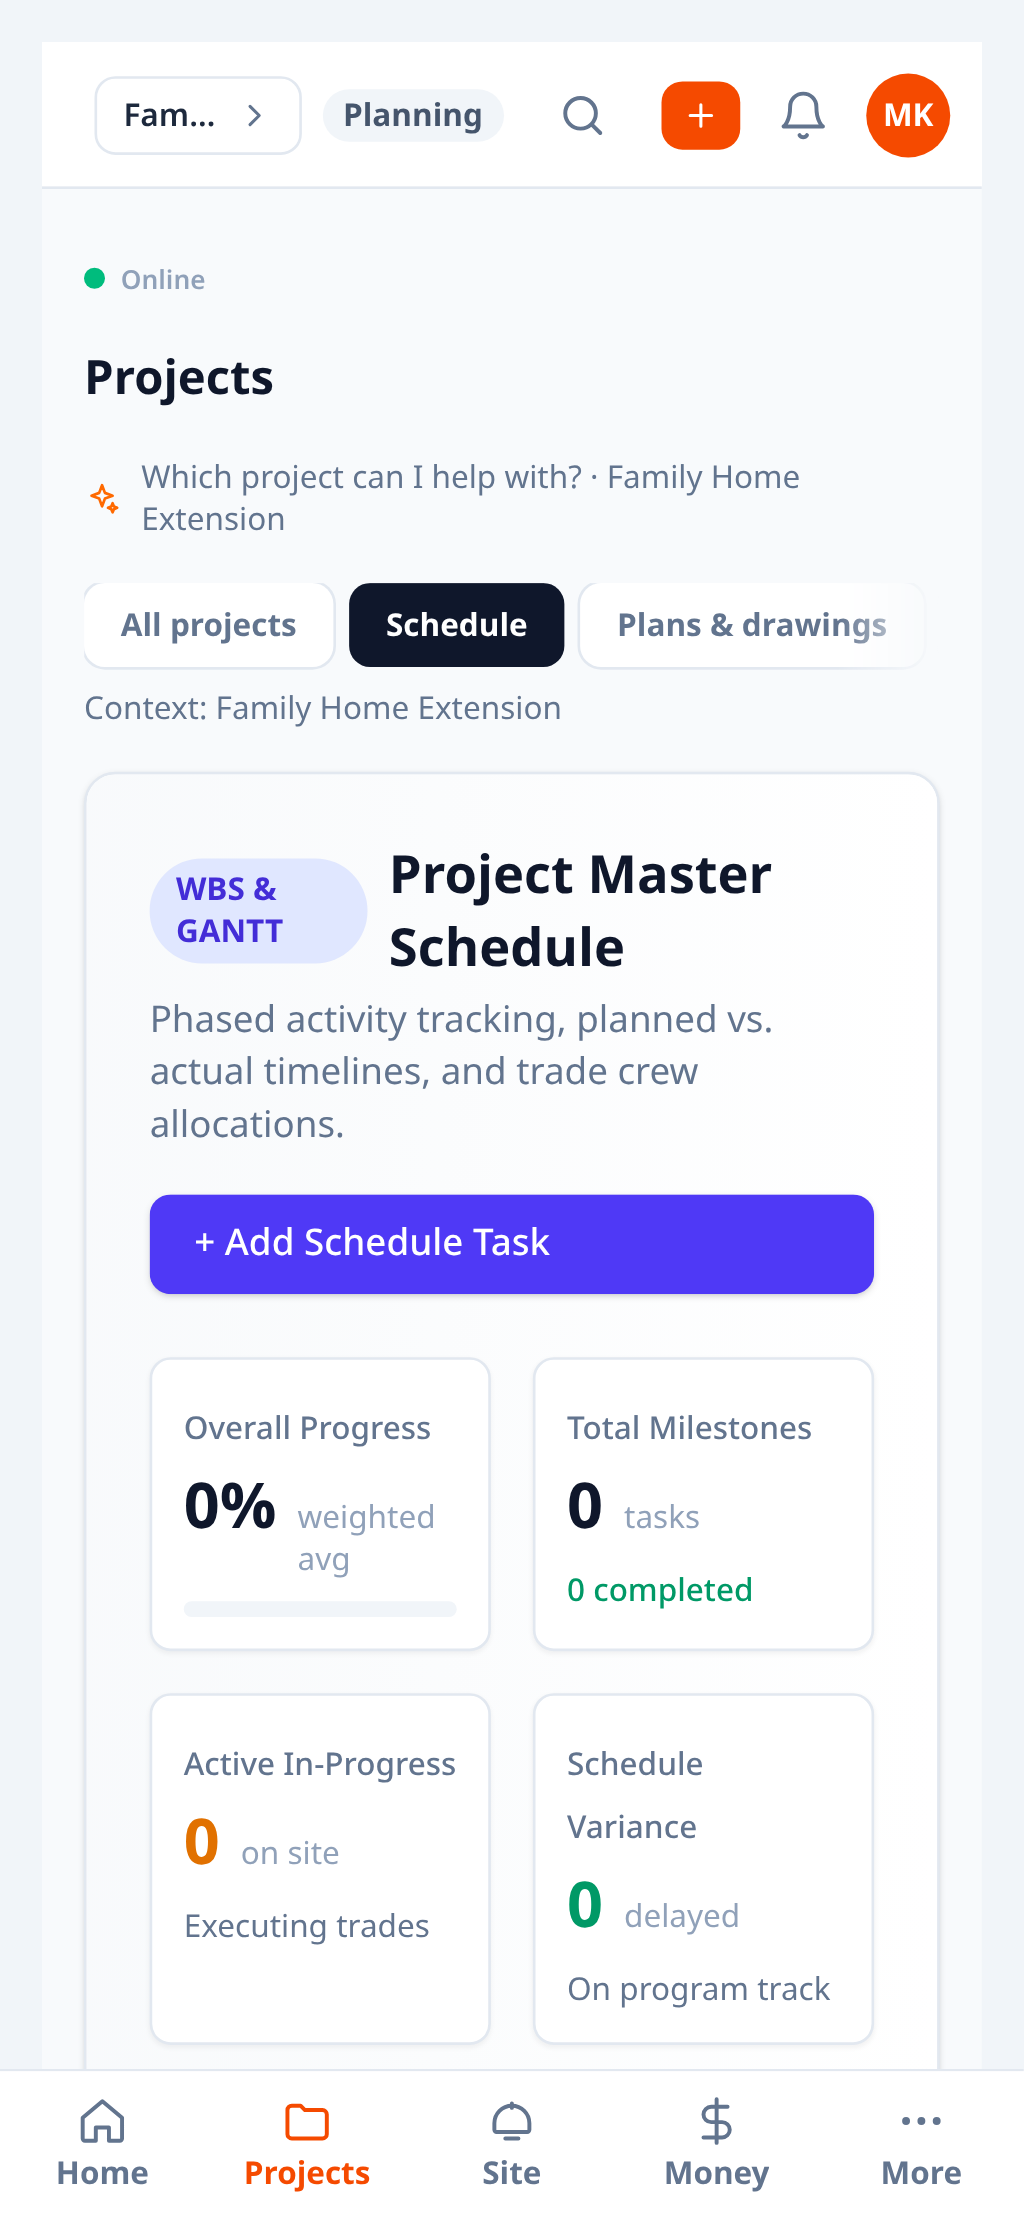 Fam...
Planning
MK
Online
Projects
Which project can I help with? · Family Home
Extension
All projects
Schedule
Plans & drawings
Context: Family Home Extension
WBS &
GANTT
Project Master
Schedule
Phased activity tracking, planned vs.
actual timelines, and trade crew
allocations.
+ Add Schedule Task
Overall Progress
0% weighted
avg
Total Milestones
0 tasks
0 completed
Active In-Progress
0 on site
Executing trades
Schedule
Variance
0 delayed
On program track
Home
Projects
Site
Money
More